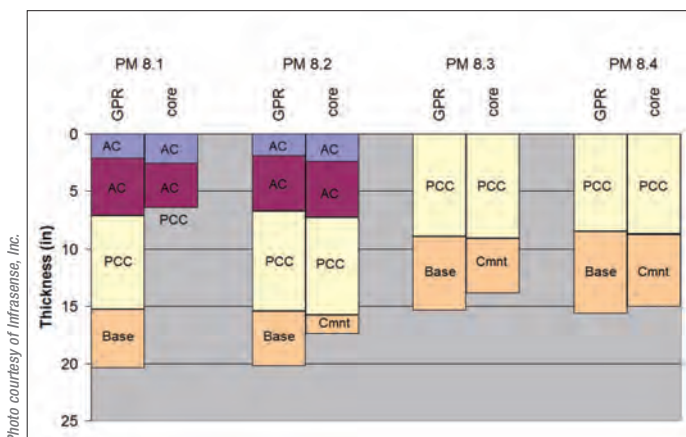 PM 8.1 PM 8.2 PM 8.3 PM 8.4
GPR core GPR core GPR core GPR core
0
5
10
15
20
25
Thickness (in)
AC AC AC AC
AC AC AC AC
PCC PCC PCC PCC PCC
PCC PCC PCC
Base Cmnt Base Cmnt
Base Base Cmnt
Photo courtesy of Infrasense, Inc.